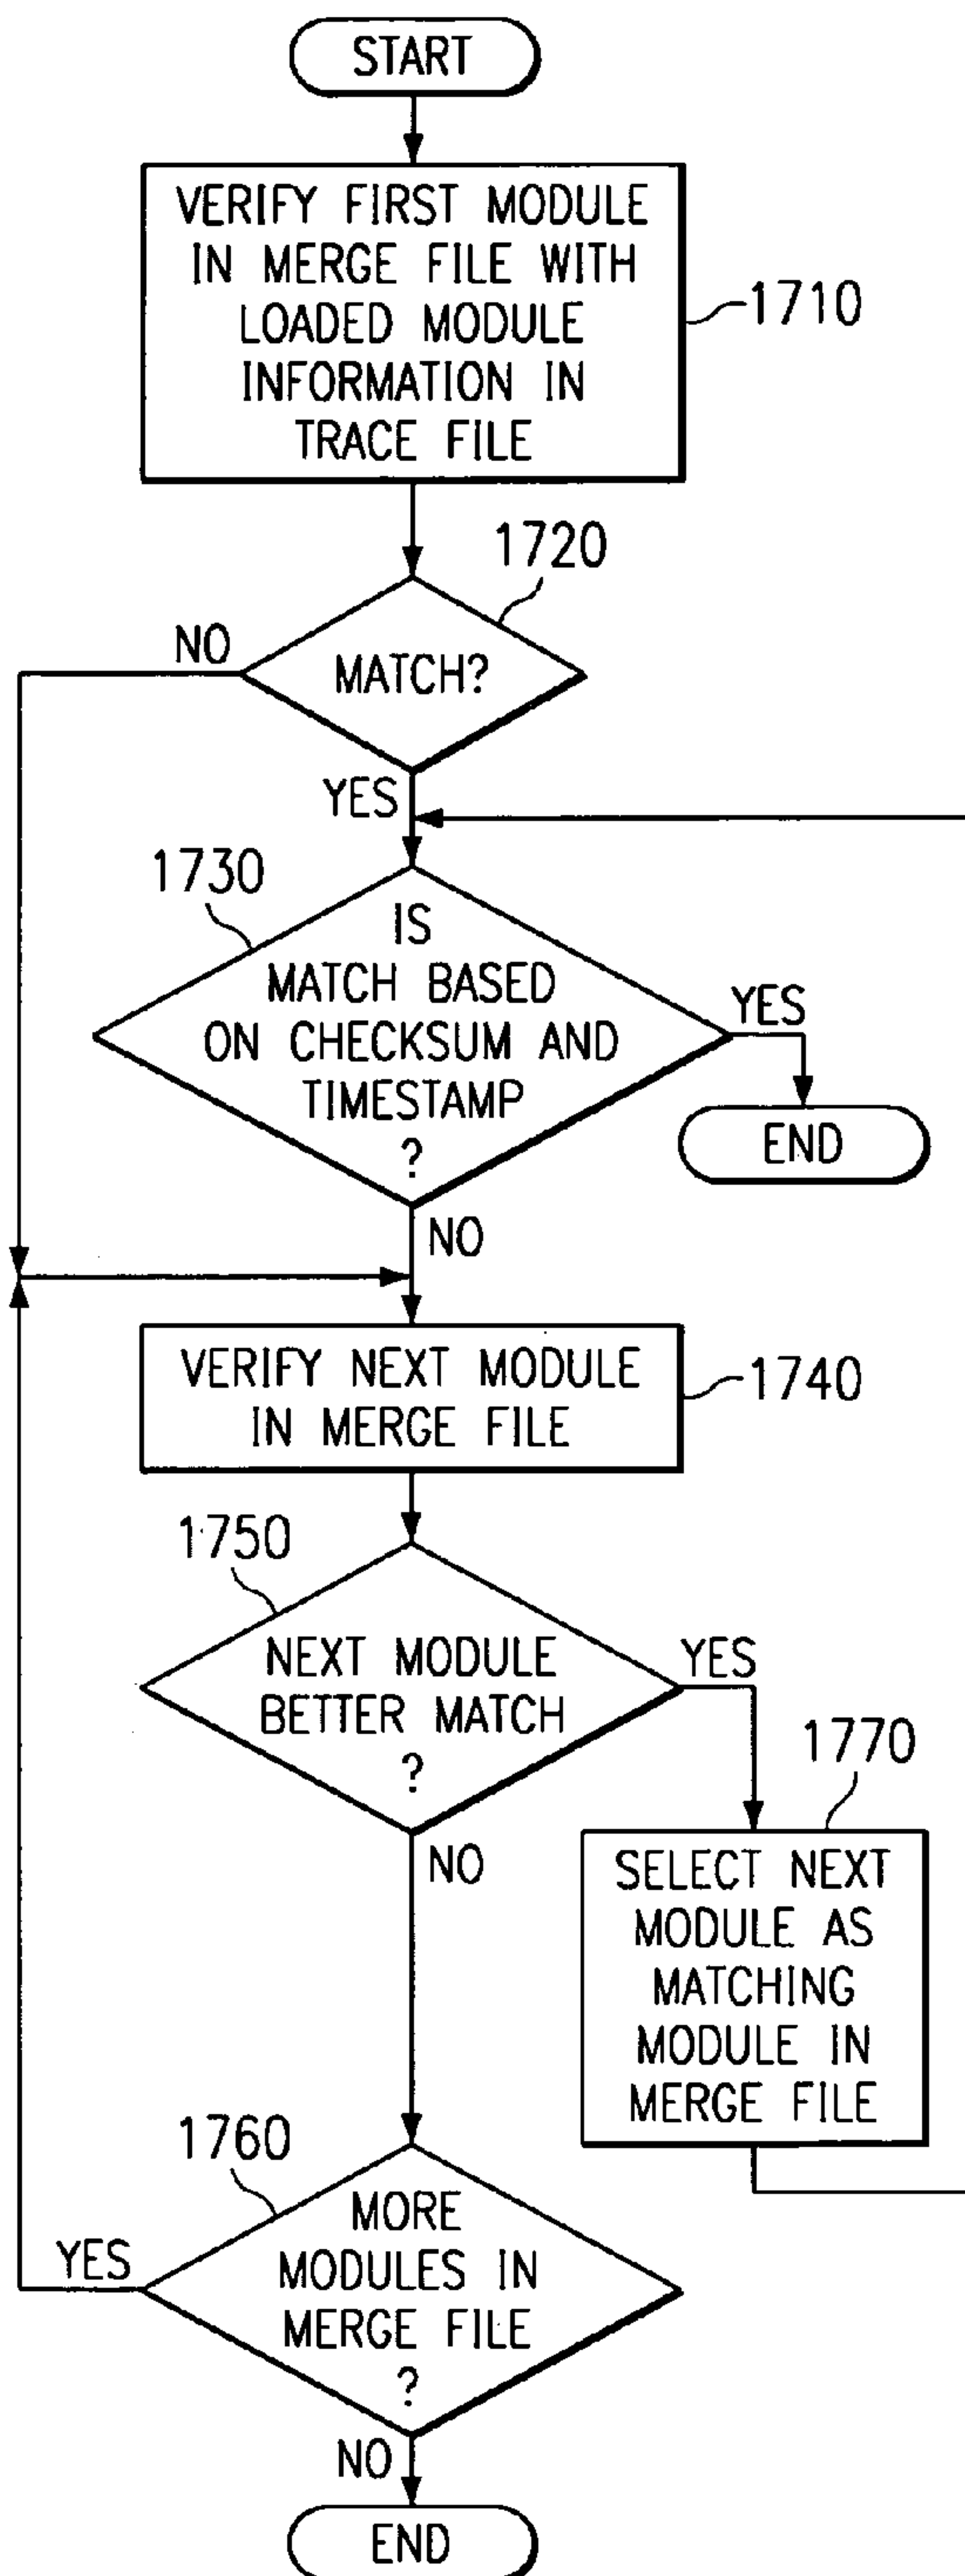 START
VERIFY FIRST MODULE
IN MERGE FILE WITH
LOADED MODULE
INFORMATION IN
TRACE FILE
1710
1720
NO
MATCH?
YES
1730
IS
MATCH BASED
ON CHECKSUM AND
TIMESTAMP
?
YES
END
NO
VERIFY NEXT MODULE
IN MERGE FILE
1740
1750
NEXT MODULE
BETTER MATCH
?
YES
1770
NO
SELECT NEXT
MODULE AS
MATCHING
MODULE IN
MERGE FILE
1760
MORE
MODULES IN
MERGE FILE
?
YES
NO
END